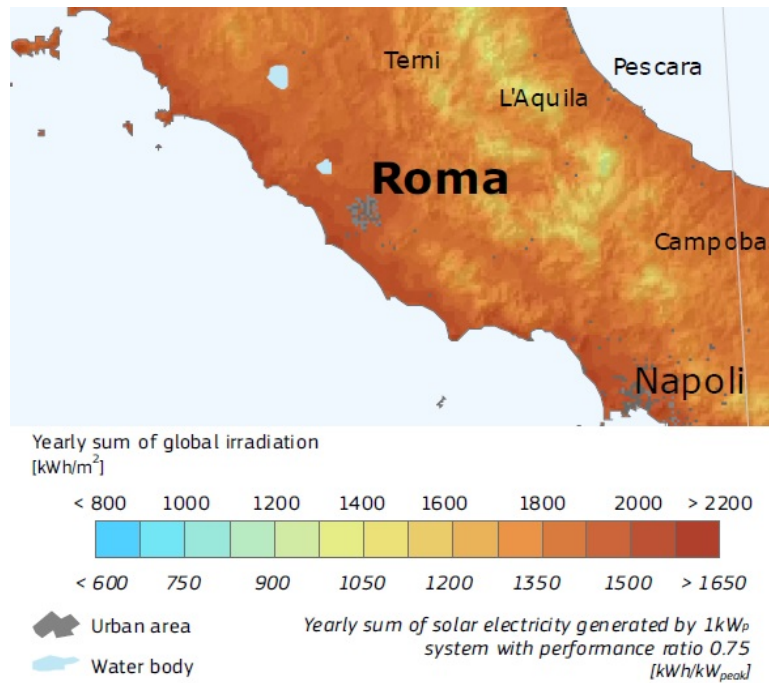 Terni
Pescara
L'Aquila
Roma
Campoba
Napoli
Yearly sum of global irradiation
[kWh/m²]
< 800 1000 1200 1400 1600 1800 2000 > 2200
< 600 750 900 1050 1200 1350 1500 > 1650
Urban area
Water body
Yearly sum of solar electricity generated by 1kWp
system with performance ratio 0.75
[kWh/kWpeak]